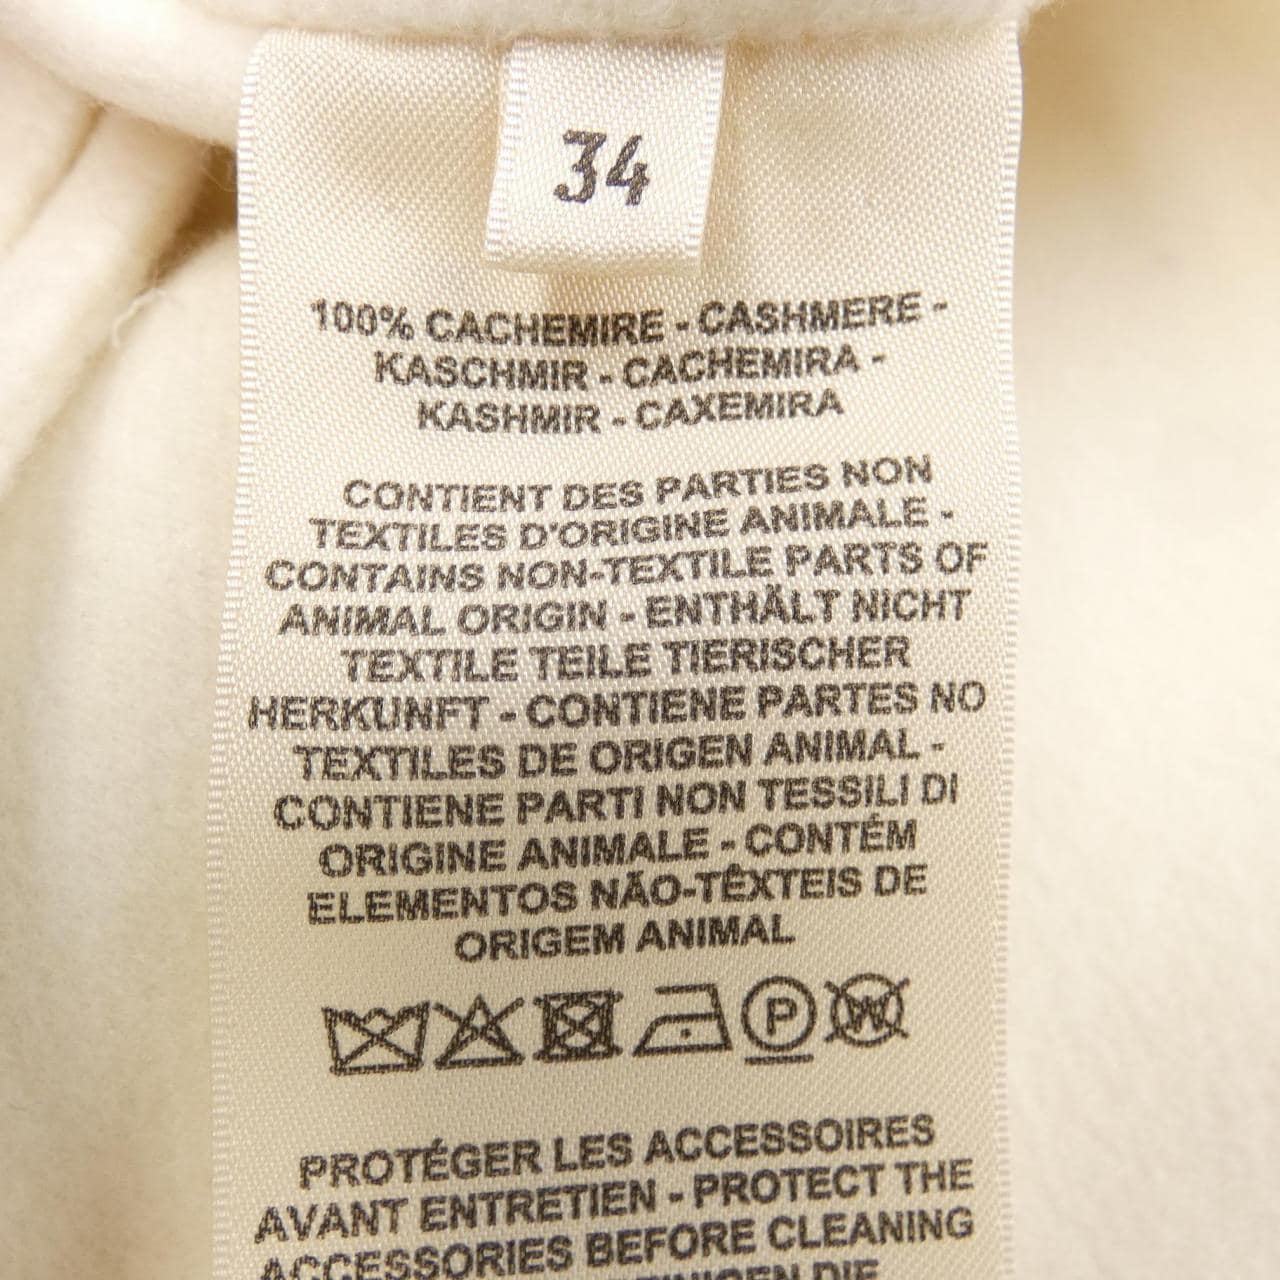 34
100% CACHEMIRE - CASHMERE -
KASCHMIR - CACHEMIRA -
KASHMIR - CAXEMIRA
CONTIENT DES PARTIES NON
TEXTILES D'ORIGINE ANIMALE -
CONTAINS NON-TEXTILE PARTS OF
ANIMAL ORIGIN - ENTHÄLT NICHT
TEXTILE TEILE TIERISCHER
HERKUNFT - CONTIENE PARTES NO
TEXTILES DE ORIGEN ANIMAL -
CONTIENE PARTI NON TESSILI DI
ORIGINE ANIMALE - CONTÉM
ELEMENTOS NÃO-TÊXTEIS DE
ORIGEM ANIMAL
P W
PROTÉGER LES ACCESSOIRES
AVANT ENTRETIEN - PROTECT THE
ACCESSORIES BEFORE CLEANING
DIE